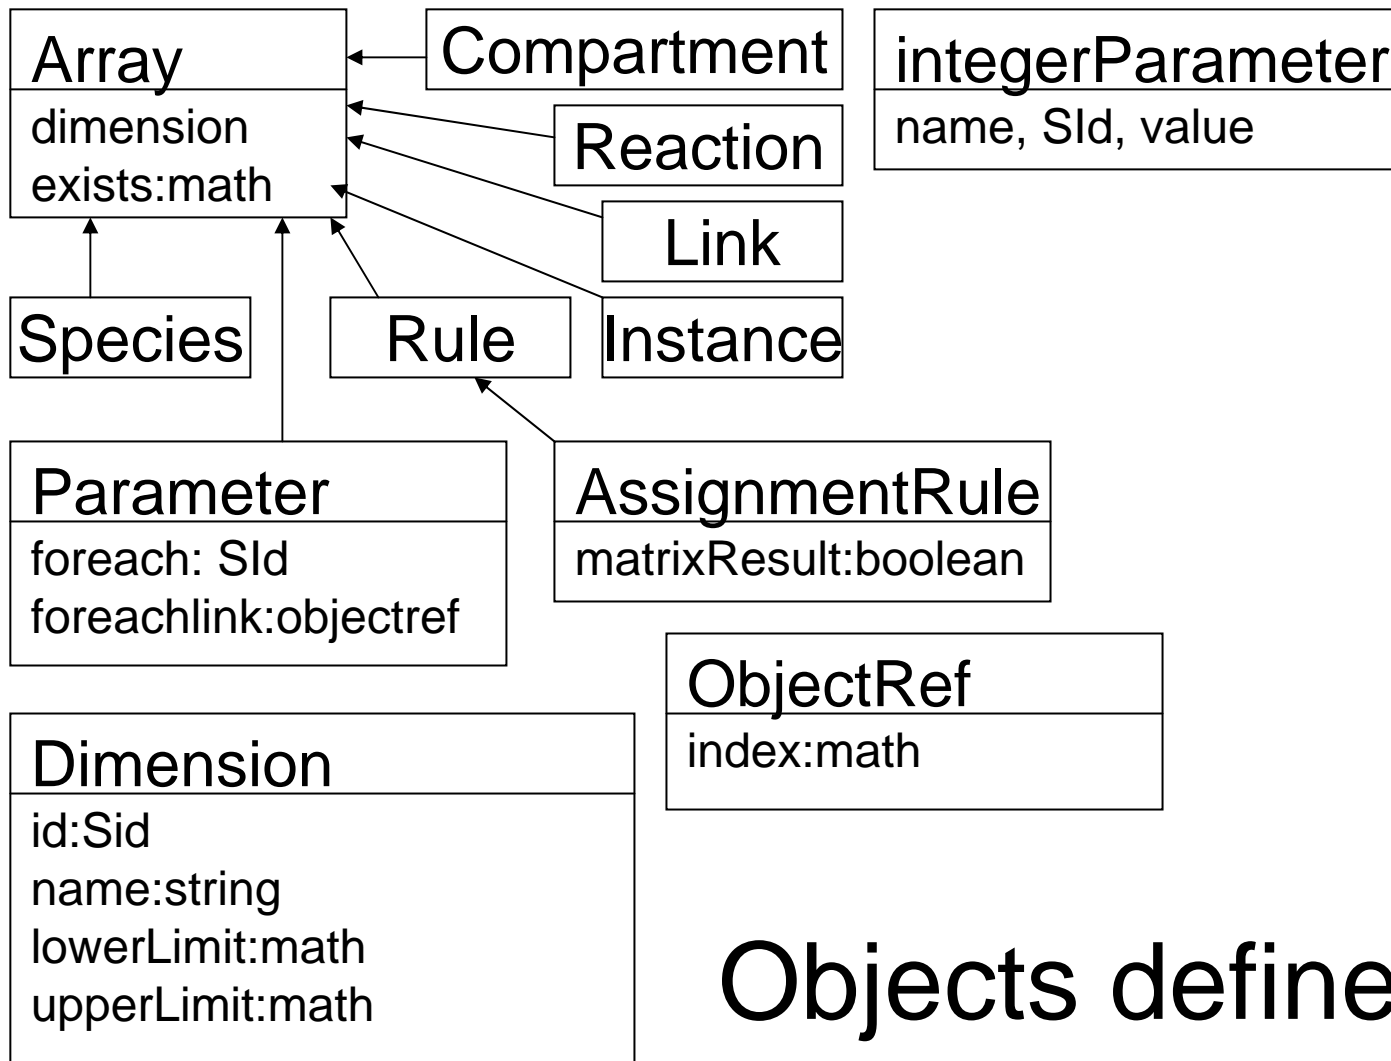 Array
dimension
exists:math
Compartment
Reaction
Link
Instance
integerParameter
name, SId, value
Species
Rule
Parameter
foreach: SId
foreachlink:objectref
AssignmentRule
matrixResult:boolean
ObjectRef
index:math
Dimension
id:Sid
name:string
lowerLimit:math
upperLimit:math
Objects define